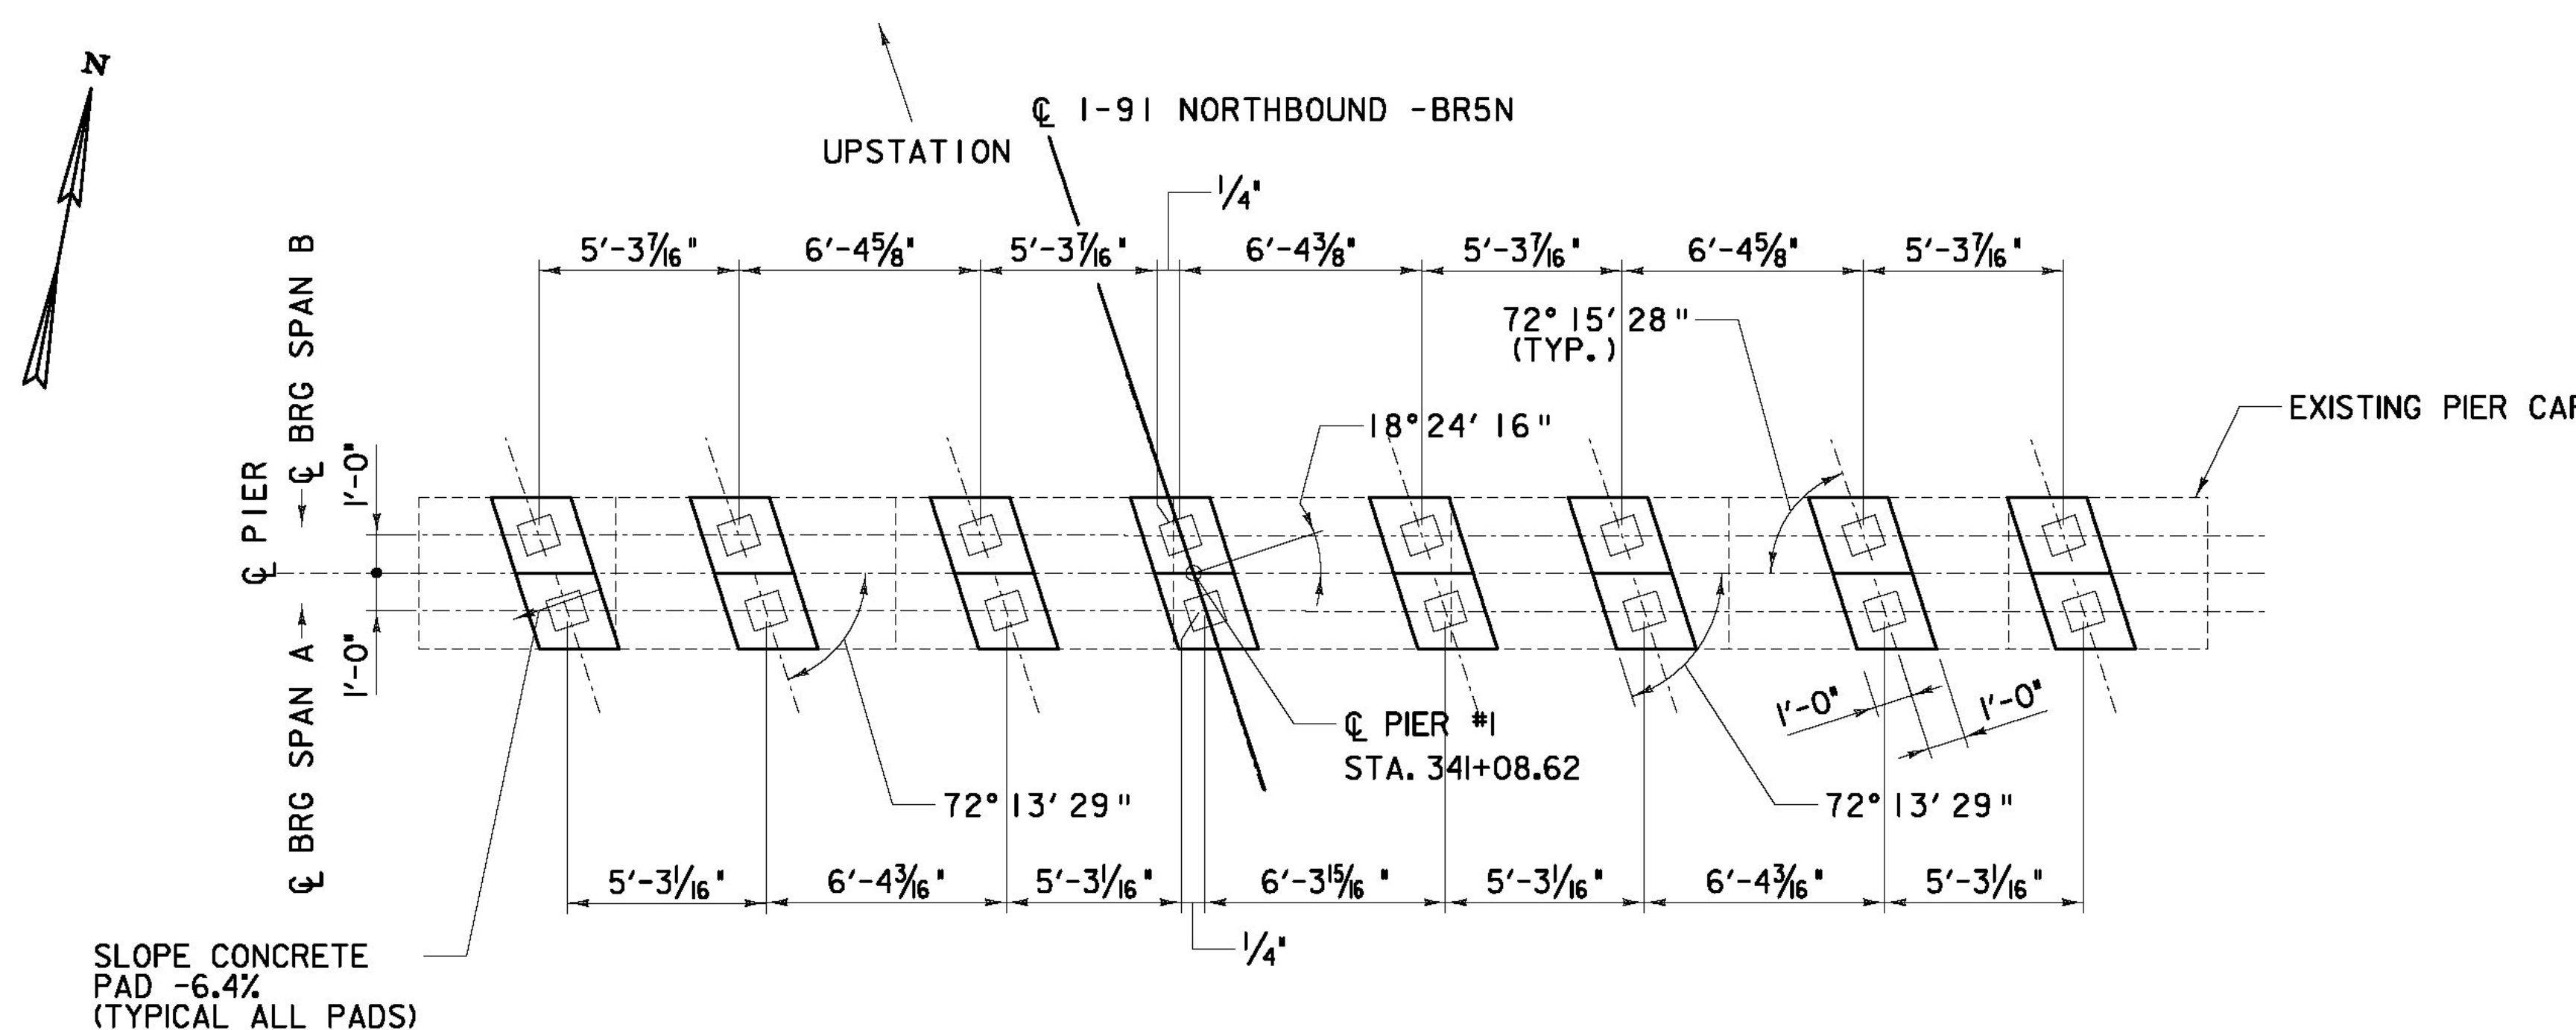 N
℄ I-91 NORTHBOUND -BR5N
UPSTATION
1/4"
5'-3 7/16" 6'-4 5/8" 5'-3 7/16" 6'-4 3/8" 5'-3 7/16" 6'-4 5/8" 5'-3 7/16"
72° 15' 28"
(TYP.)
18°24' 16"
EXISTING PIER CA
℄ PIER
℄ BRG SPAN B
1'-0"
1'-0"
℄ BRG SPAN A
℄ PIER #1
STA. 341+08.62
1'-0"
1'-0"
72° 13' 29"
72° 13' 29"
5'-3 1/16" 6'-4 3/16" 5'-3 1/16" 6'-3 15/16" 5'-3 1/16" 6'-4 3/16" 5'-3 1/16"
1/4"
SLOPE CONCRETE
PAD -6.4%
(TYPICAL ALL PADS)